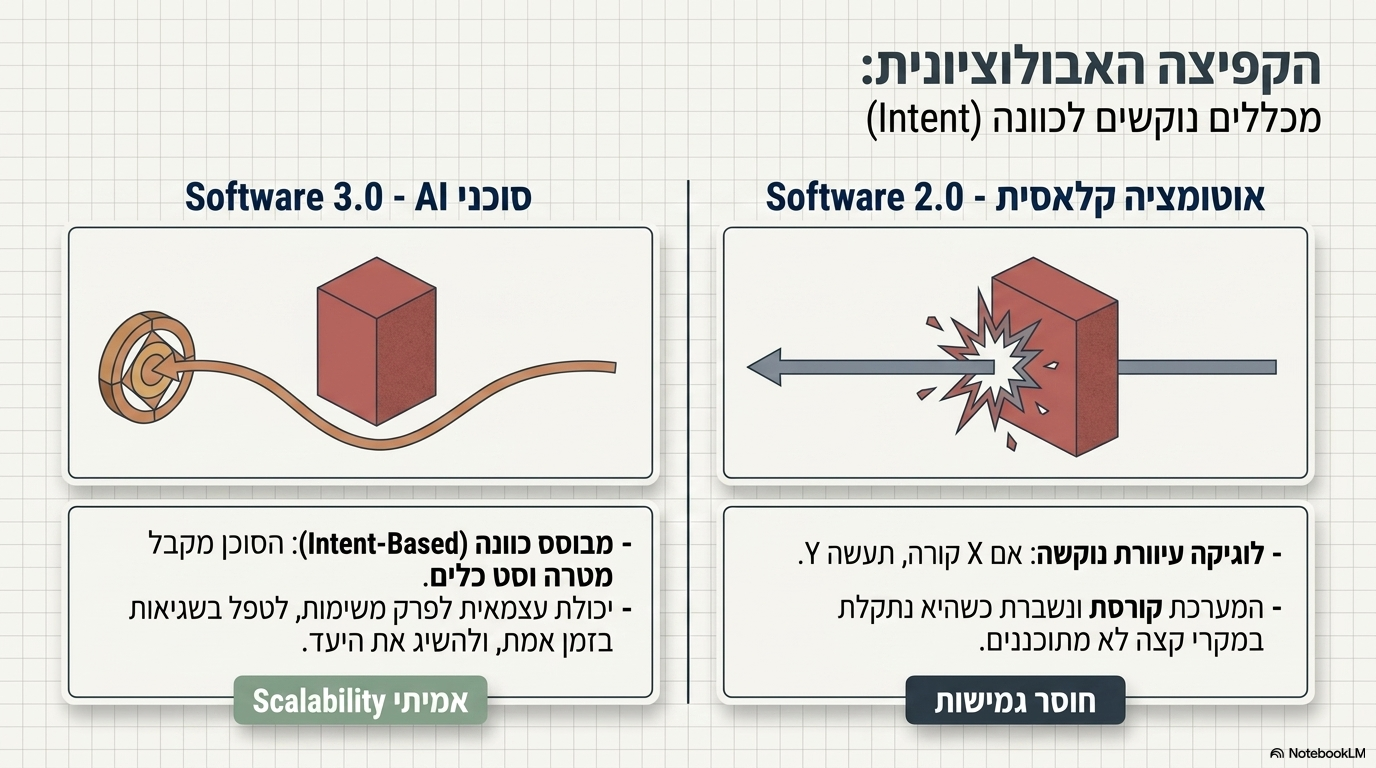 הקפיצה האבולוציונית:
מכללים נוקשים לכוונה (Intent)
אוטומציה קלאסית - Software 2.0
- לוגיקה עיוורת נוקשה: אם X קורה, תעשה Y.
- המערכת קורסת ונשברת כשהיא נתקלת
במקרי קצה לא מתוכננים.
חוסר גמישות
סוכני AI - Software 3.0
- מבוסס כוונה (Intent-Based): הסוכן מקבל
מטרה וסט כלים.
- יכולת עצמאית לפרק משימות, לטפל בשגיאות
בזמן אמת, ולהשיג את היעד.
אמיתי Scalability
NotebookLM